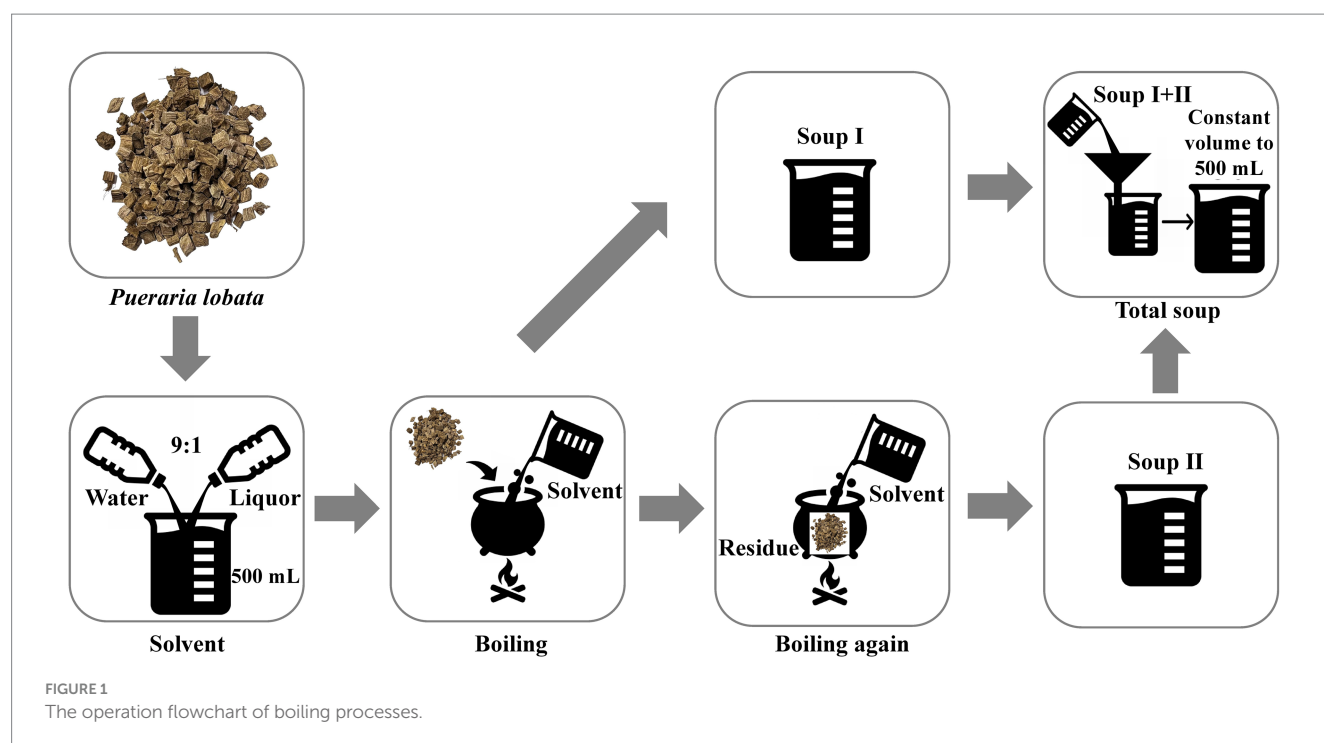 Pueraria lobata
9:1
Water
Liquor
500 mL
Solvent
Solvent
Boiling
Soup I
Solvent
Residue
Boiling again
Soup II
Soup I+II
Constant
volume to
500 mL
Total soup
FIGURE 1
The operation flowchart of boiling processes.